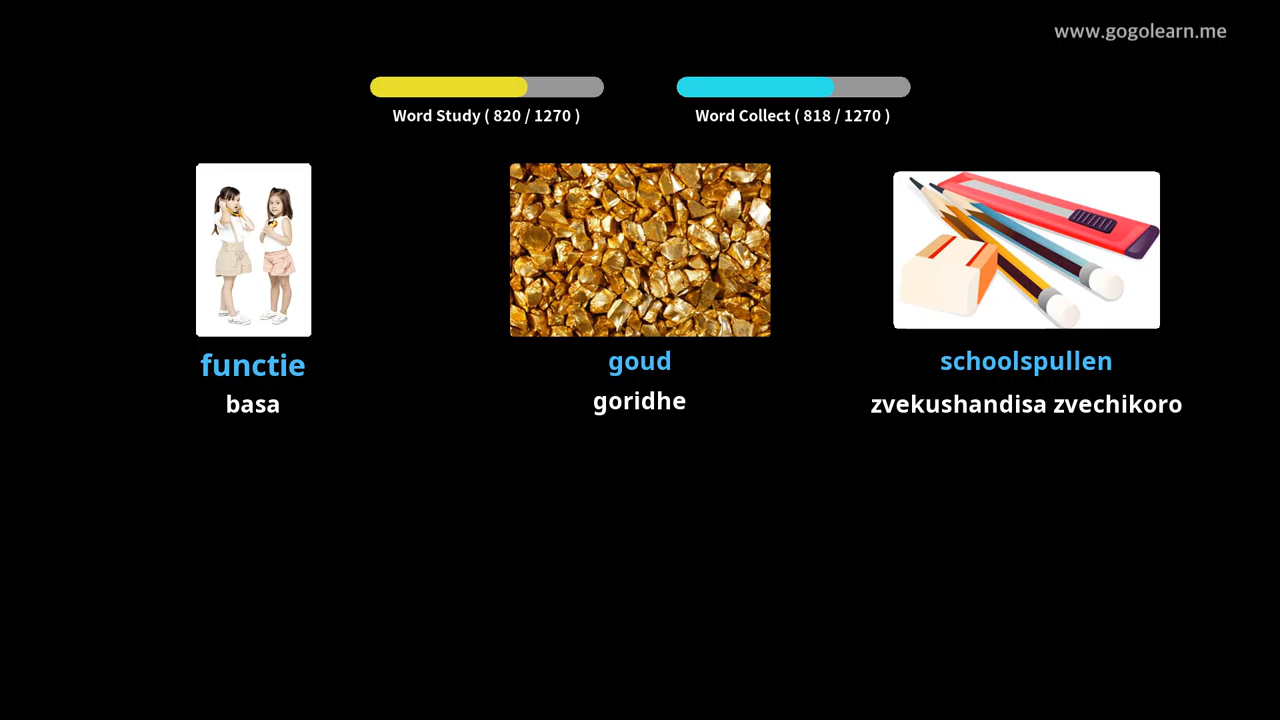 www.gogolearn.me
Word Study ( 820 / 1270 )
Word Collect ( 818 / 1270 )
functie
basa
goud
goridhe
schoolspullen
zvekushandisa zvechikoro